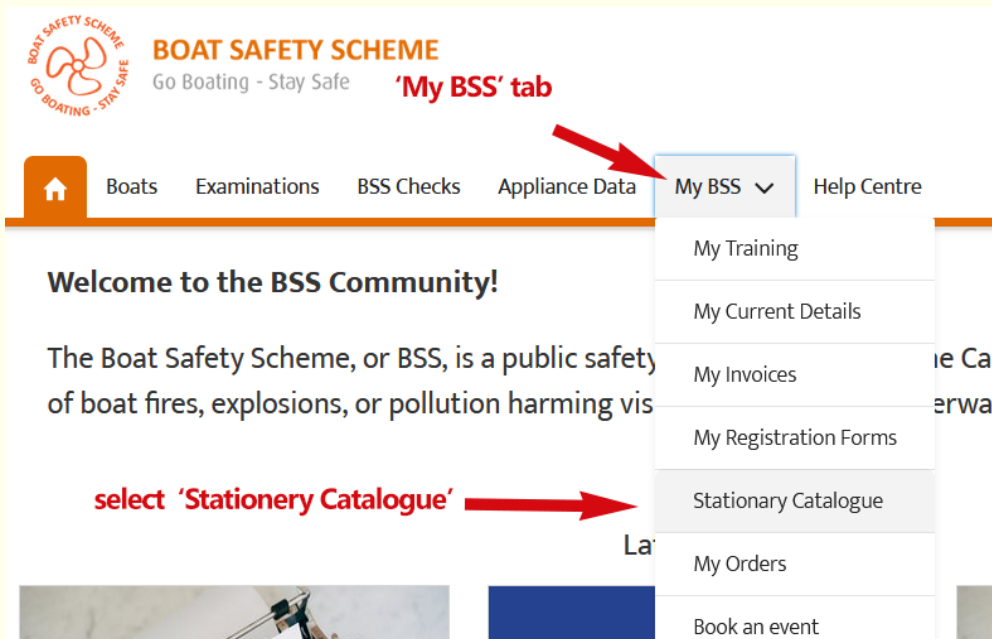 BOAT SAFETY SCHEME
GO BOATING - STAY SAFE
BOAT SAFETY SCHEME
Go Boating - Stay Safe
'My BSS' tab
Boats Examinations BSS Checks Appliance Data My BSS Help Centre
My Training
Welcome to the BSS Community!
My Current Details
The Boat Safety Scheme, or BSS, is a public safety
e Ca
My Invoices
of boat fires, explosions, or pollution harming vis
erwa
My Registration Forms
select 'Stationery Catalogue'
Stationary Catalogue
La
My Orders
Book an event